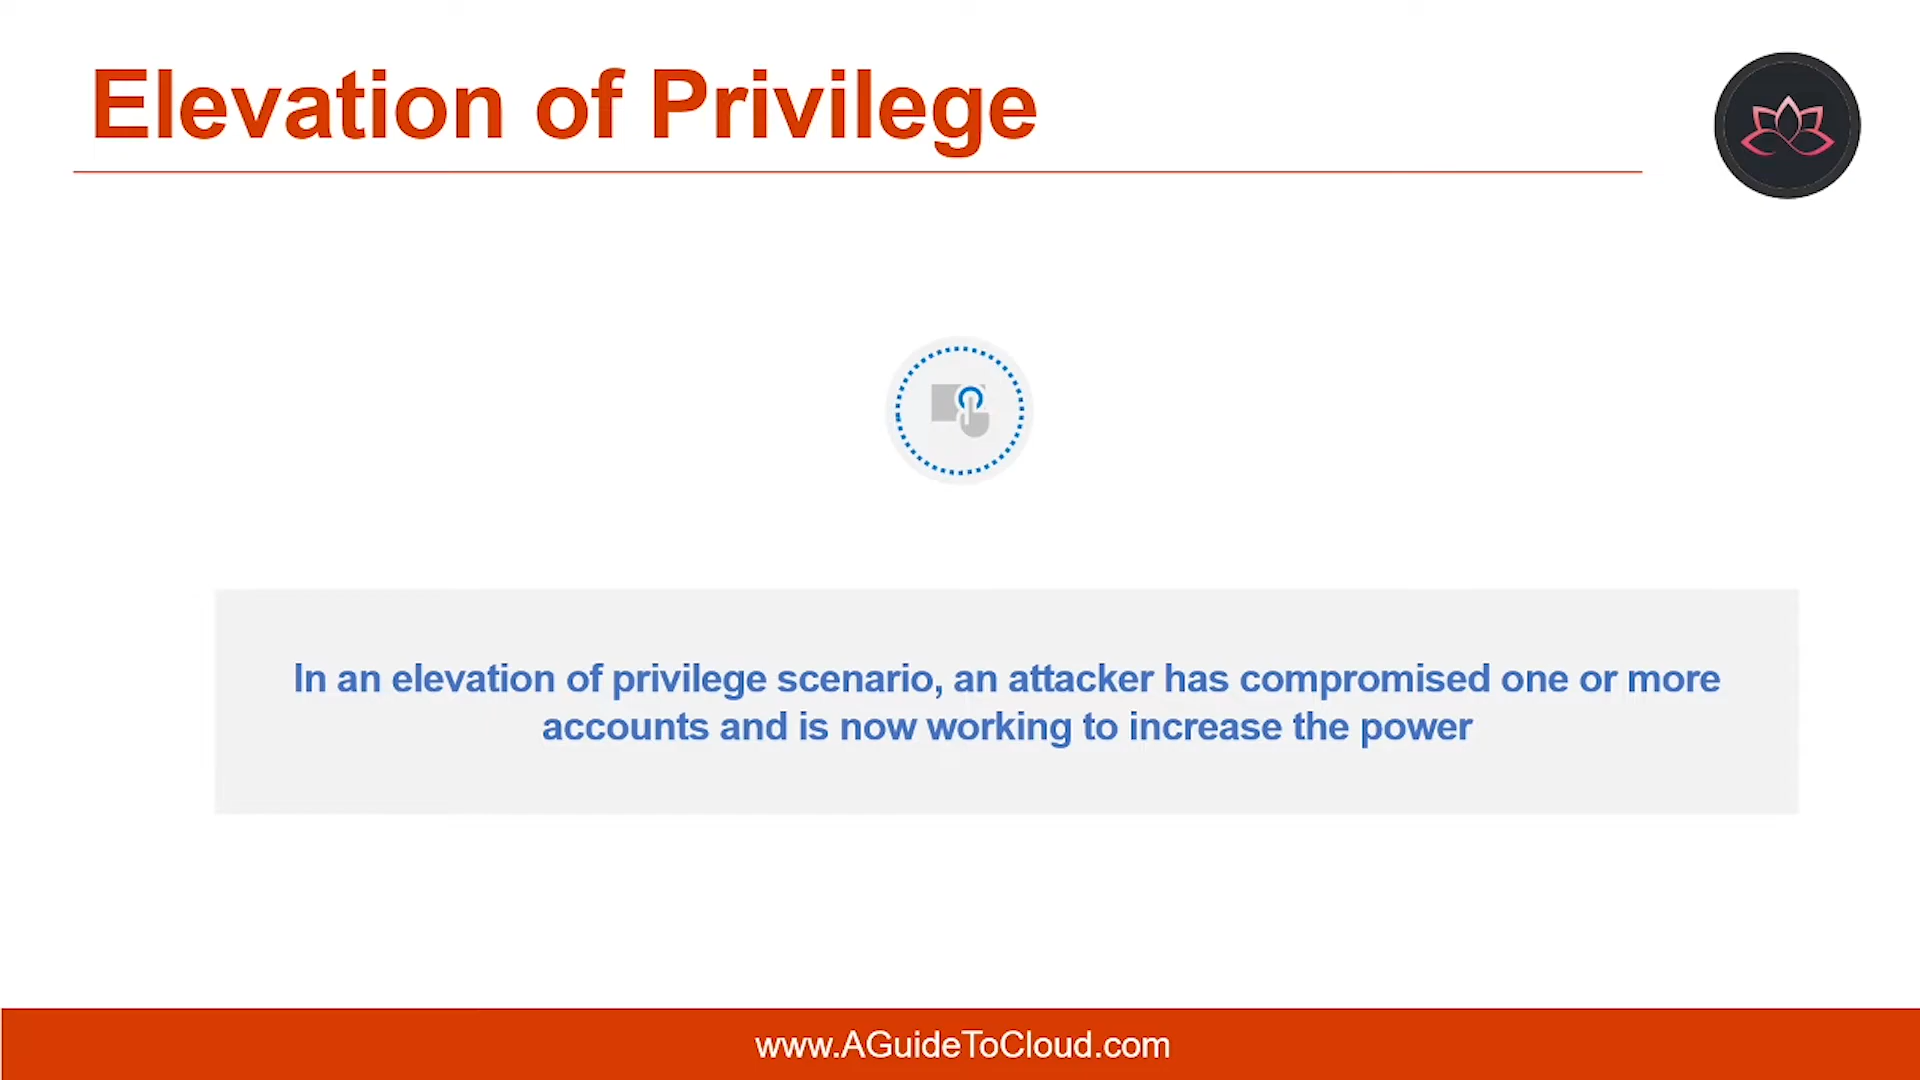 Elevation of Privilege
In an elevation of privilege scenario, an attacker has compromised one or more
accounts and is now working to increase the power
www.AGuideToCloud.com